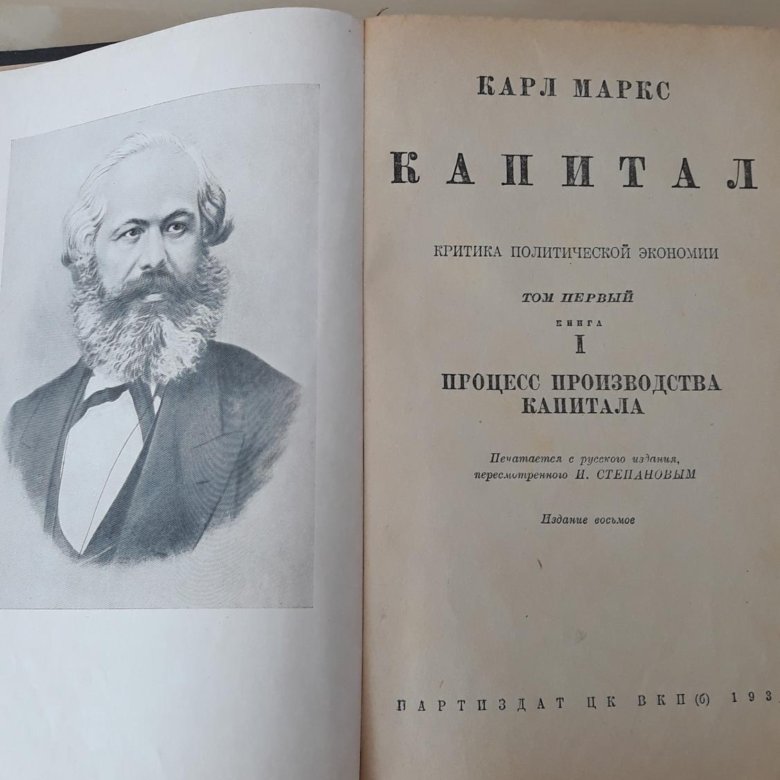 КАРЛ МАРКС
КАПИТАЛ
КРИТИКА ПОЛИТИЧЕСКОЙ ЭКОНОМИИ
ТОМ ПЕРВЫЙ
КНИГА
I
ПРОЦЕСС ПРОИЗВОДСТВА
КАПИТАЛА
Печатается с русского издания,
пересмотренного И. СТЕПАНОВЫМ
Издание восьмое
ПАРТИЗДАТ ЦК ВКП(б) 193